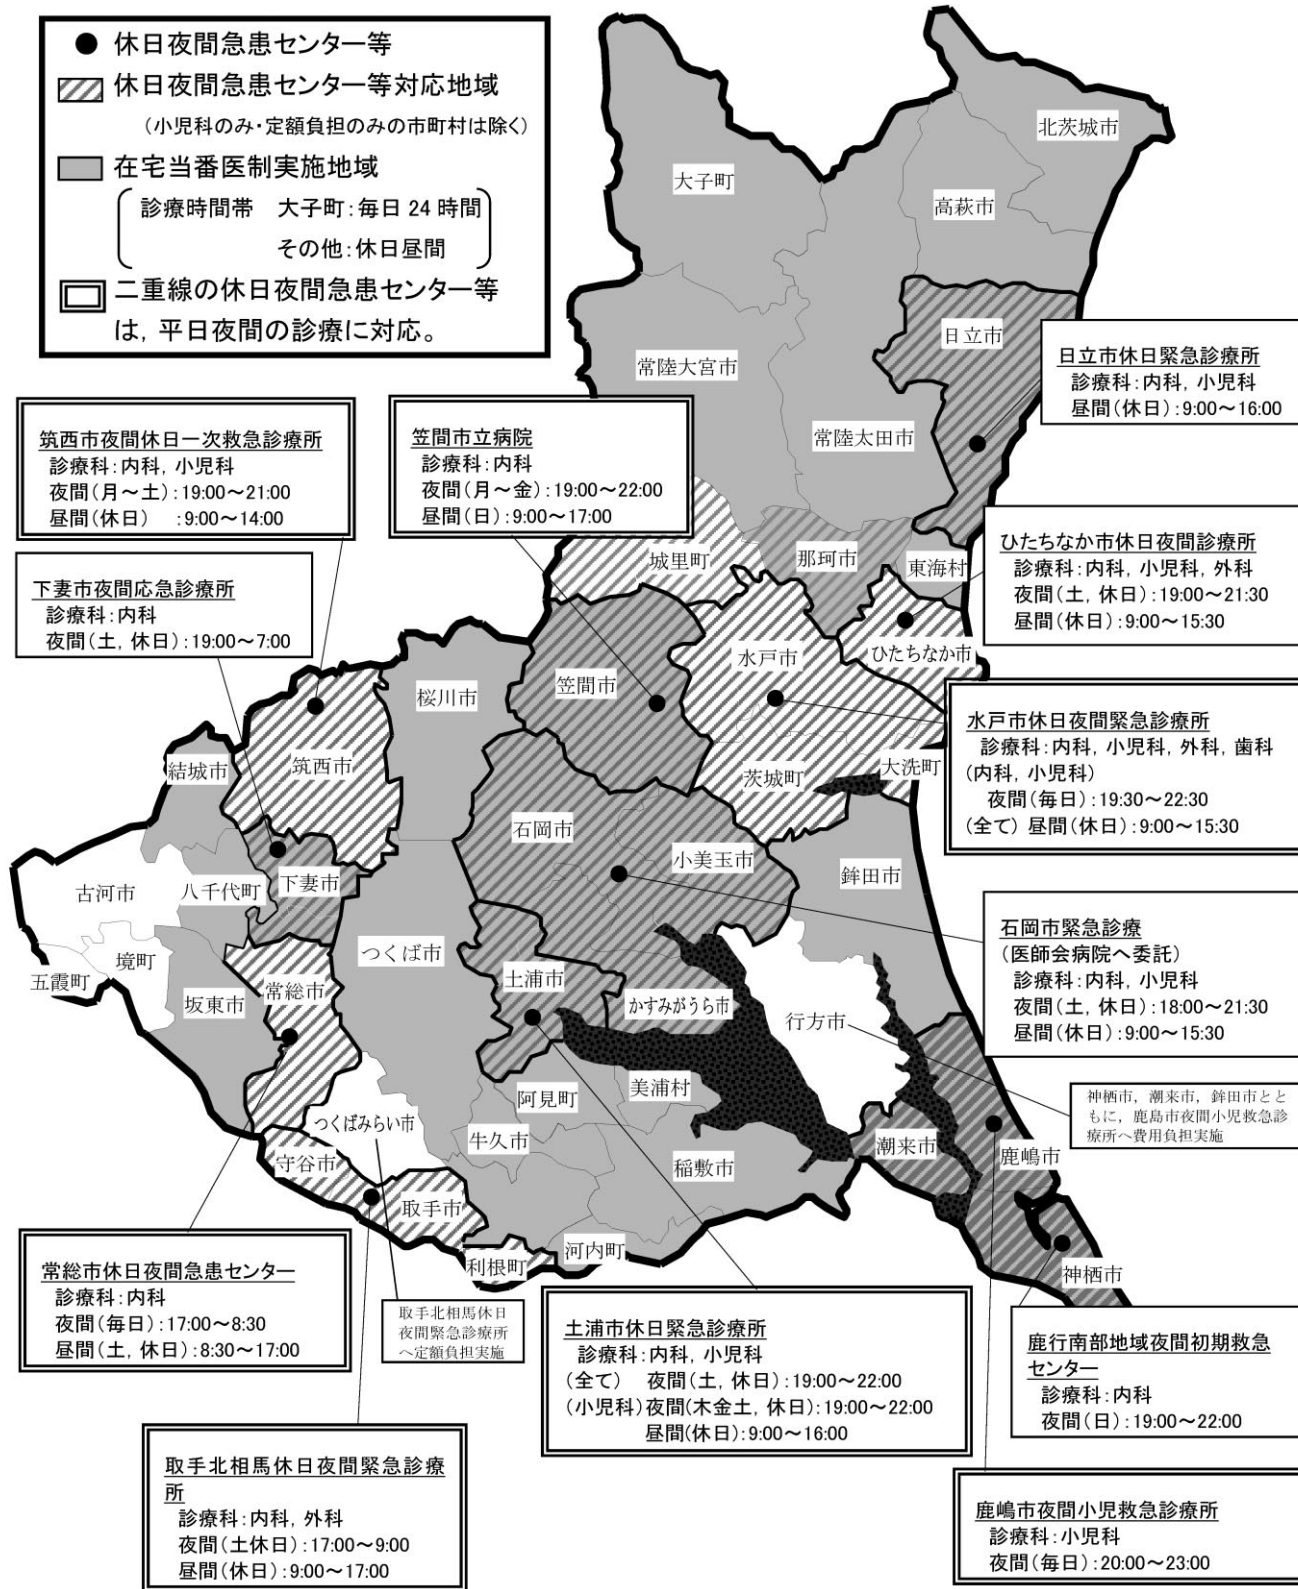 休日夜間急患センター等
休日夜間急患センター等対応地域
(小児科のみ・定額負担のみの市町村は除く)
在宅当番医制実施地域
診療時間帯 大子町:毎日24時間
その他:休日昼間
二重線の休日夜間急患センター等
は,平日夜間の診療に対応。
北茨城市
大子町
高萩市
日立市
常陸大宮市
常陸太田市
日立市休日緊急診療所
診療科:内科,小児科
昼間(休日):9:00~16:00
筑西市夜間休日一次救急診療所
診療科:内科,小児科
夜間(月~土):19:00~21:00
昼間(休日) :9:00~14:00
笠間市立病院
診療科:内科
夜間(月~金):19:00~22:00
昼間(日):9:00~17:00
城里町
那珂市
東海村
ひたちなか市休日夜間診療所
診療科:内科,小児科,外科
夜間(土,休日):19:00~21:30
昼間(休日):9:00~15:30
下妻市夜間応急診療所
診療科:内科
夜間(土,休日):19:00~7:00
水戸市
ひたちなか市
笠間市
桜川市
水戸市休日夜間緊急診療所
診療科:内科,小児科,外科,歯科
(内科,小児科)
夜間(毎日):19:30~22:30
(全て)昼間(休日):9:00~15:30
結城市
筑西市
茨城町
大洗町
石岡市
小美玉市
鉾田市
古河市
八千代町
下妻市
石岡市緊急診療
(医師会病院へ委託)
診療科:内科,小児科
夜間(土,休日):18:00~21:30
昼間(休日):9:00~15:30
五霞町
境町
坂東市
常総市
つくば市
土浦市
かすみがうら市
行方市
神栖市,潮来市,鉾田市とと
もに,鹿島市夜間小児救急診
療所へ費用負担実施
阿見町
美浦村
つくばみらい市
牛久市
稲敷市
潮来市
鹿嶋市
守谷市
取手市
利根町
河内町
神栖市
常総市休日夜間急患センター
診療科:内科
夜間(毎日):17:00~8:30
昼間(土,休日):8:30~17:00
取手北相馬休日
夜間緊急診療所
へ定額負担実施
土浦市休日緊急診療所
診療科:内科,小児科
(全て) 夜間(土,休日):19:00~22:00
(小児科)夜間(木金土,休日):19:00~22:00
昼間(休日):9:00~16:00
鹿行南部地域夜間初期救急
センター
診療科:内科
夜間(日):19:00~22:00
取手北相馬休日夜間緊急診療
所
診療科:内科,外科
夜間(土休日):17:00~9:00
昼間(休日):9:00~17:00
鹿嶋市夜間小児救急診療所
診療科:小児科
夜間(毎日):20:00~23:00